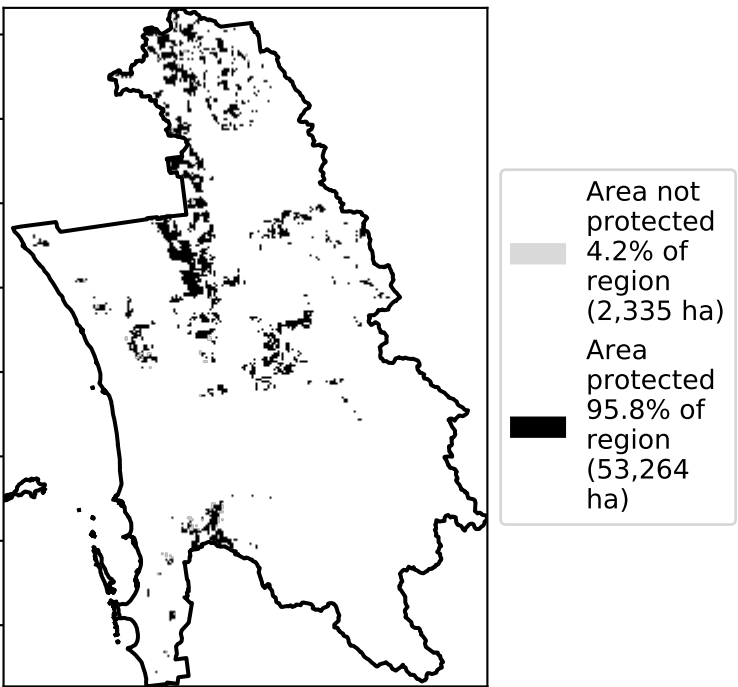 Area not
protected
4.2% of
region
(2,335 ha)
Area
protected
95.8% of
region
(53,264
ha)